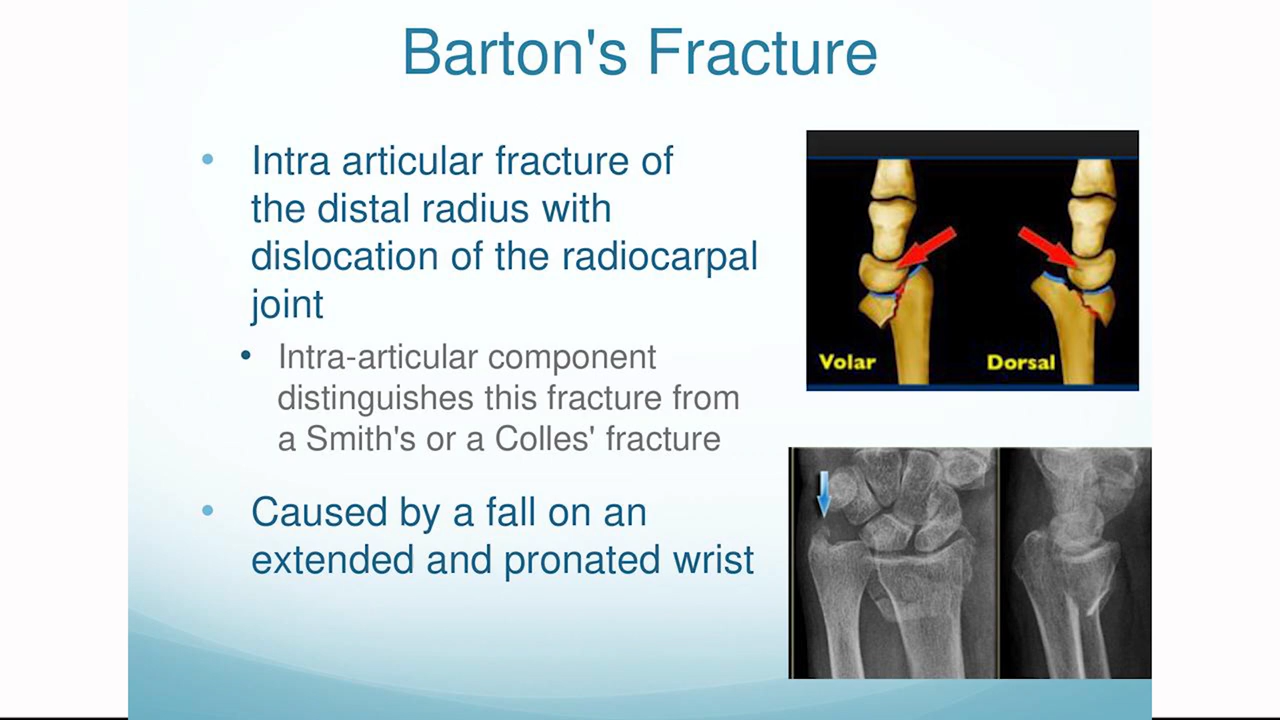 Barton's Fracture
• Intra articular fracture of
the distal radius with
dislocation of the radiocarpal
joint
• Intra-articular component
distinguishes this fracture from
a Smith's or a Colles' fracture
• Caused by a fall on an
extended and pronated wrist
Volar
Dorsal